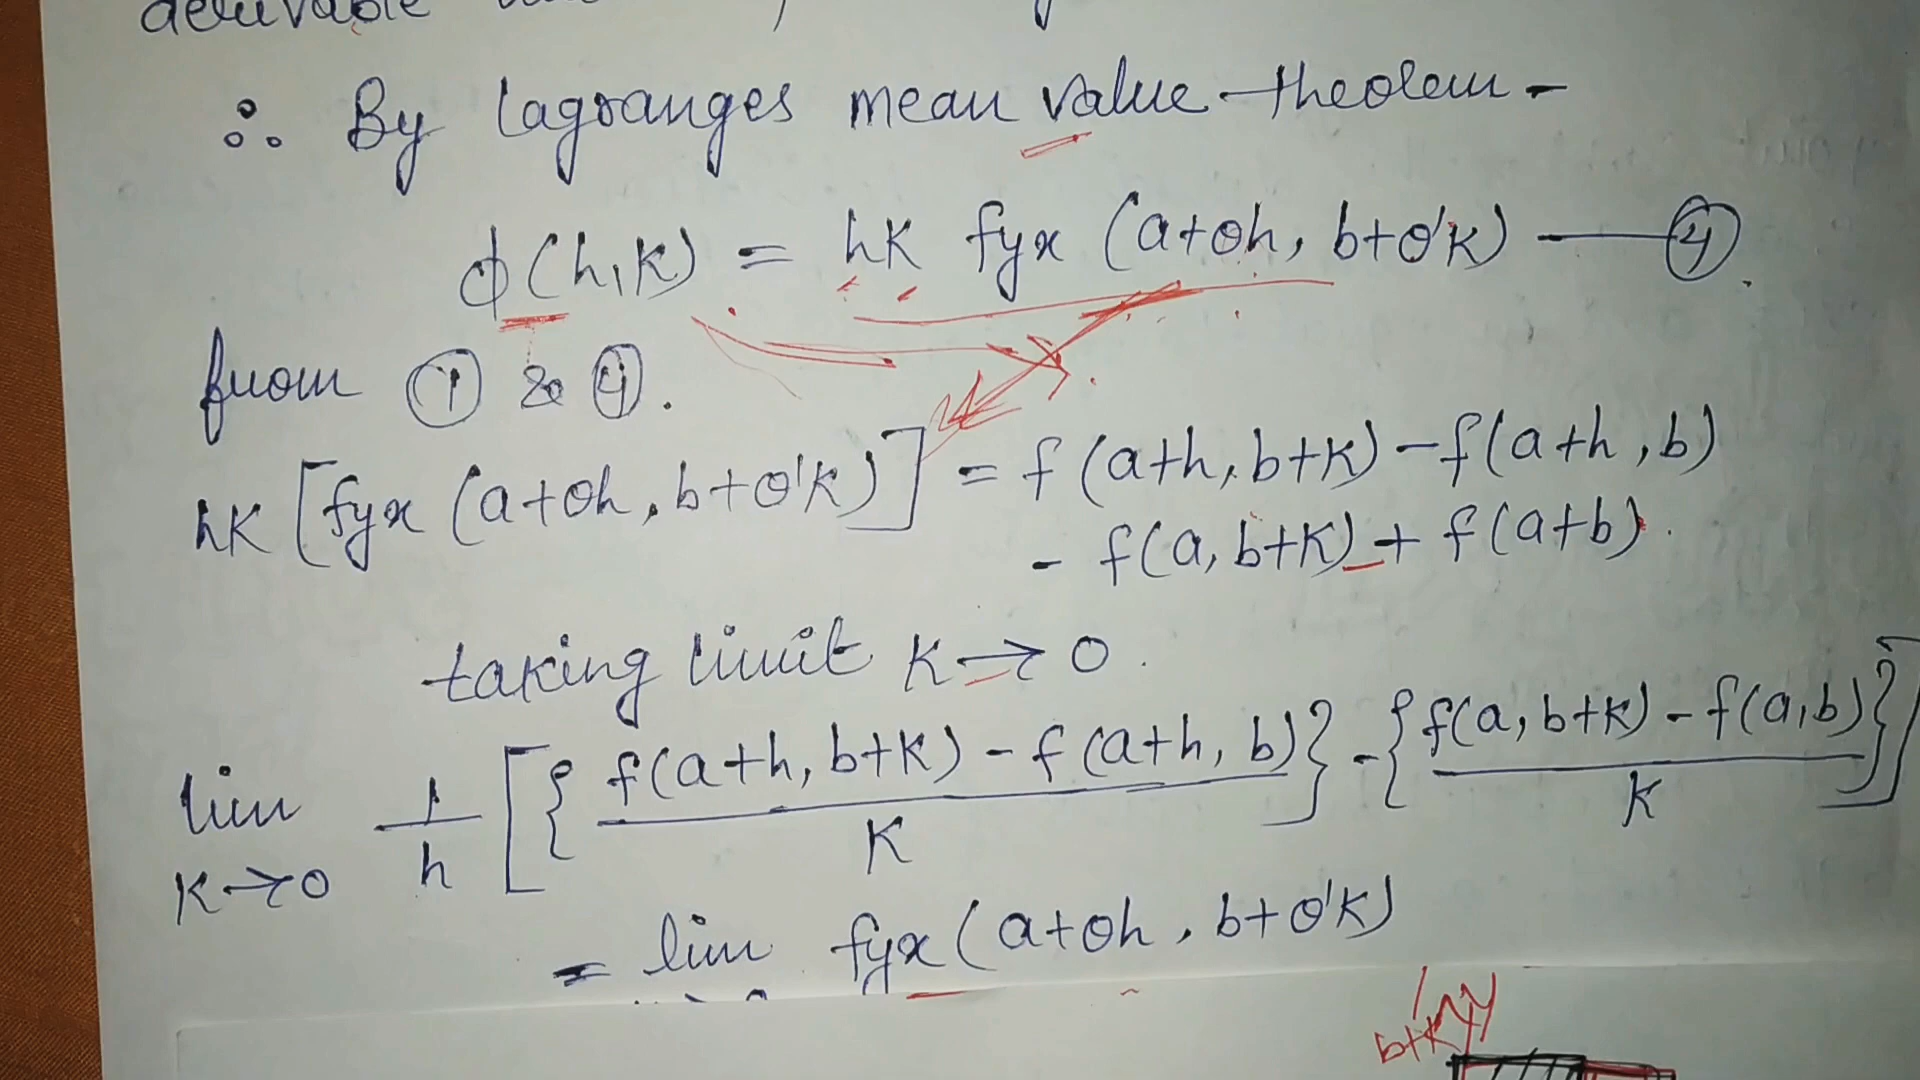 derivable
∴ By Lagranges mean value theorem -
ϕ(h,K) = hK fyx (a+θh, b+θ'K) — ④.
from ① & ④.
hK [fyx (a+θh, b+θ'K)] = f (a+h, b+K) - f(a+h, b)
- f(a, b+K) + f(a+b).
taking limit K→0.
lim K→0 1/h [{f(a+h, b+K) - f(a+h, b)/K} - {f(a, b+K) - f(a,b)/K}]
= lim fyx (a+θh, b+θ'K)
b+K